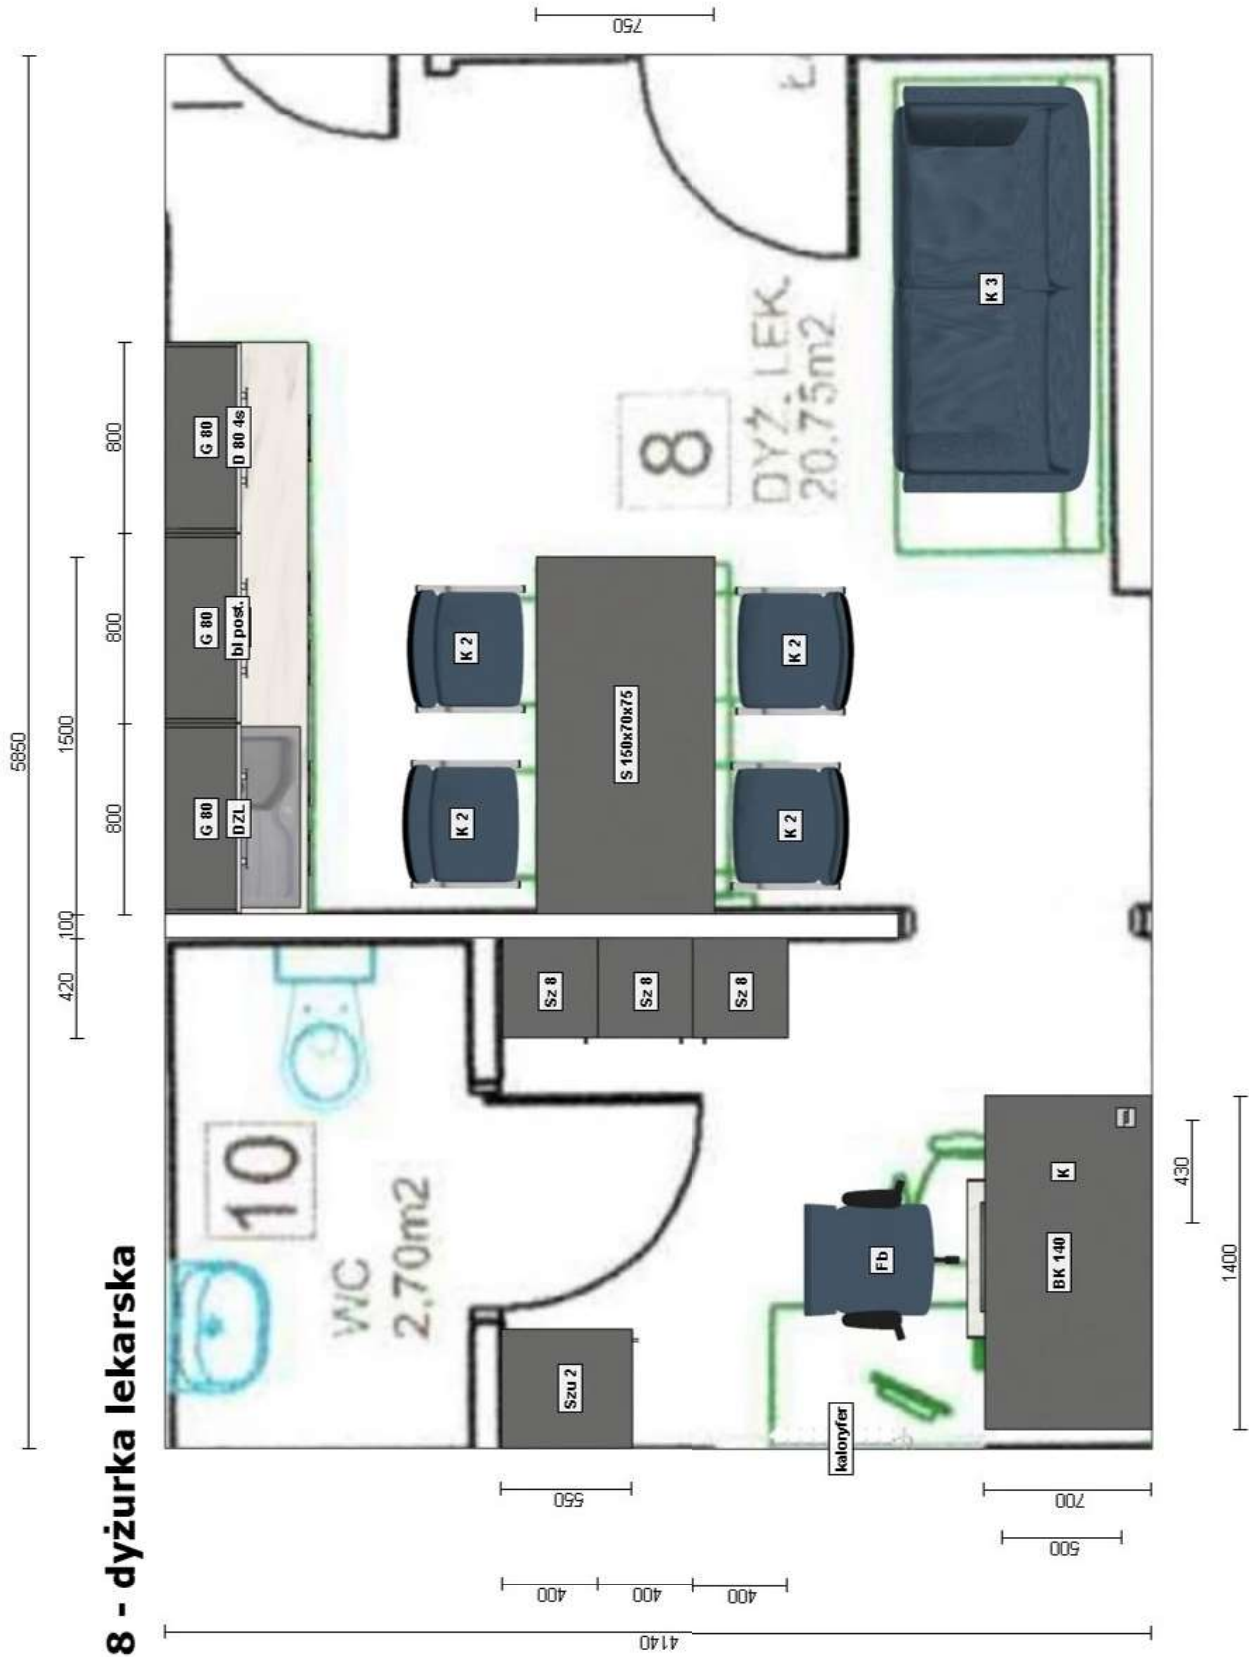 8 - dyżurka lekarska
5850
420
100
1500
800
800
800
G 80
DZL
G 80
bl post.
G 80
D 80 4s
750
10
WC
2.70m2
Sz 8
Sz 8
Sz 8
K 2
K 2
K 2
K 2
S 150x70x75
8
DYŻ. LEK.
20.75m2
K 3
Szu 2
Fb
kaloryfer
BK 140
K
550
700
500
400
400
400
4140
430
1400